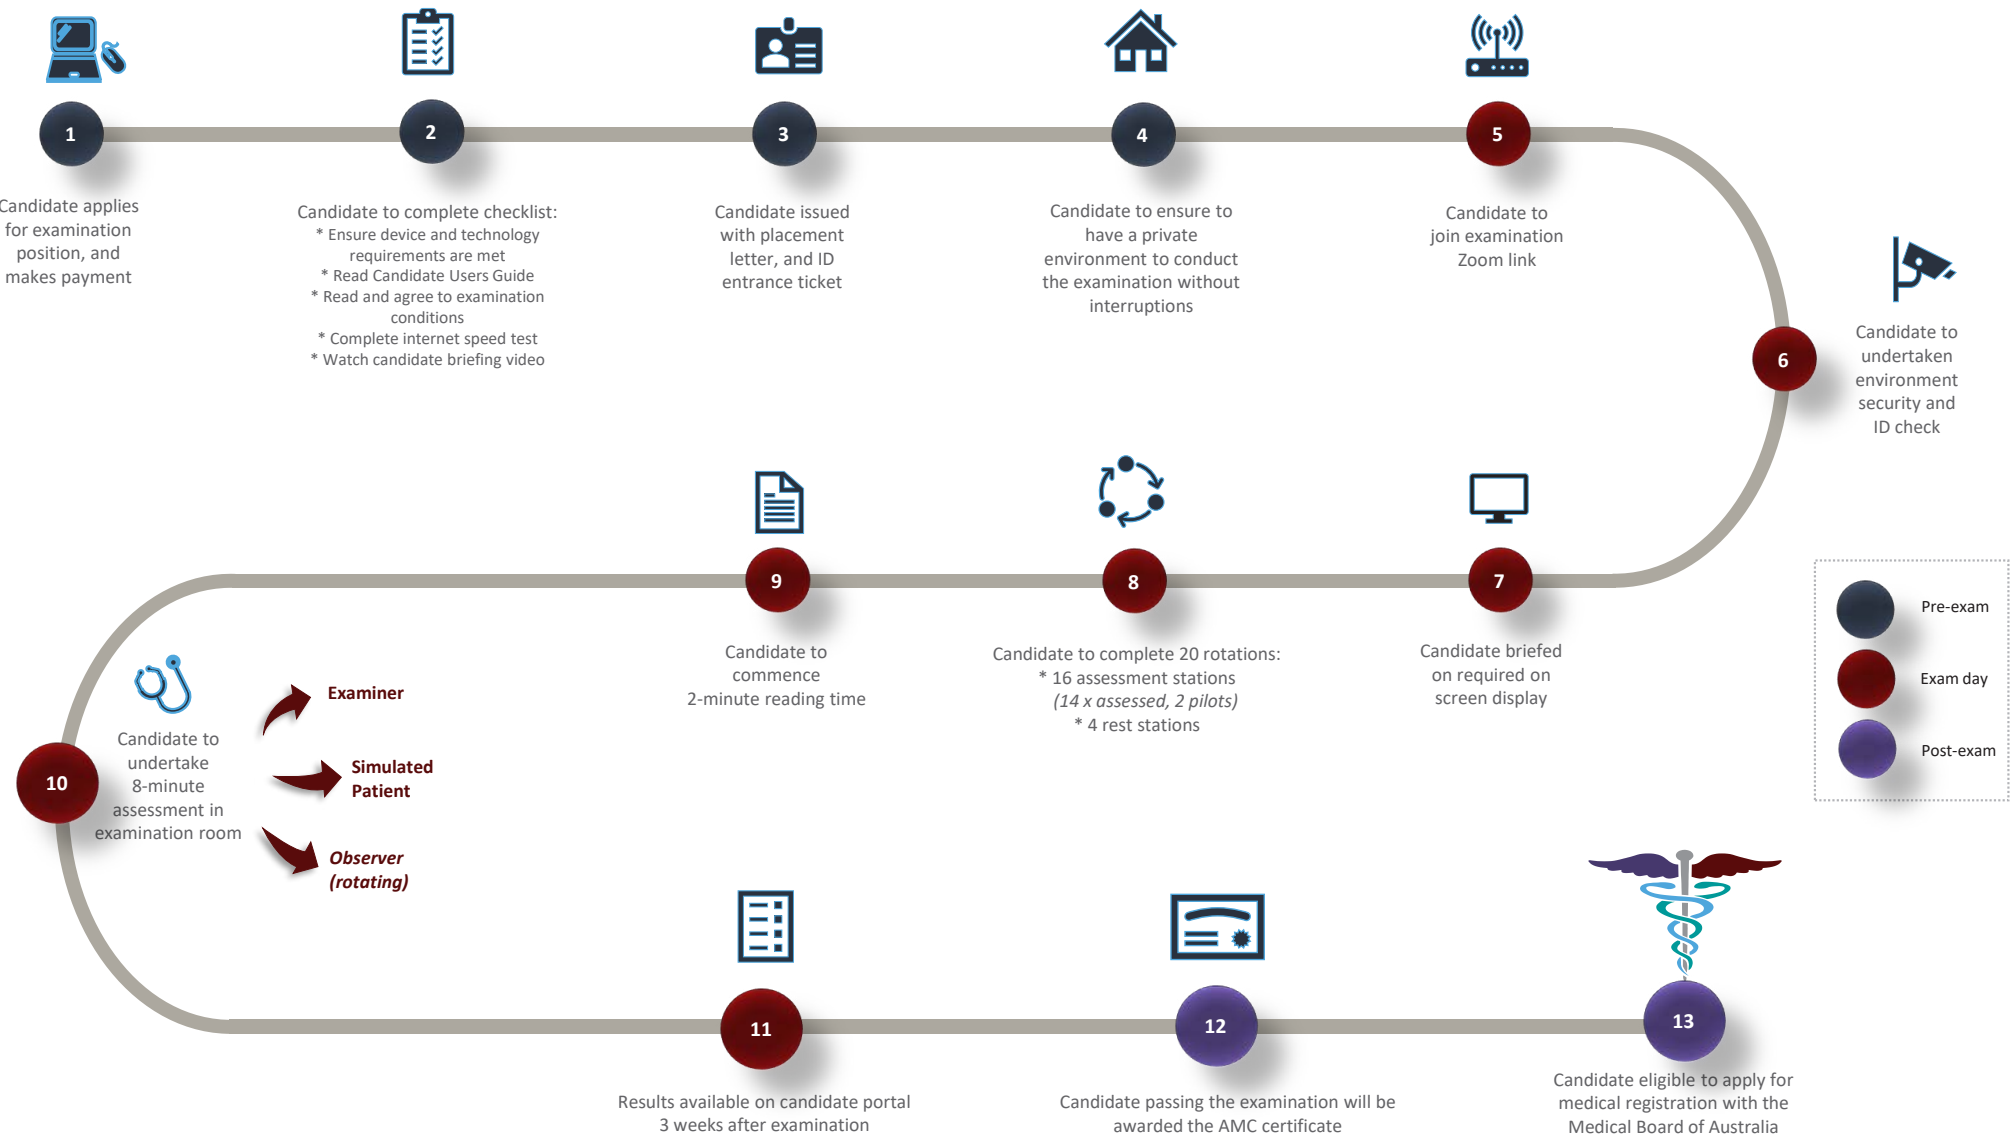 1
Candidate applies
for examination
position, and
makes payment
2
Candidate to complete checklist:
* Ensure device and technology
requirements are met
* Read Candidate Users Guide
* Read and agree to examination
conditions
* Complete internet speed test
* Watch candidate briefing video
3
Candidate issued
with placement
letter, and ID
entrance ticket
4
Candidate to ensure to
have a private
environment to conduct
the examination without
interruptions
5
Candidate to
join examination
Zoom link
6
Candidate to
undertaken
environment
security and
ID check
7
Candidate briefed
on required on
screen display
8
Candidate to complete 20 rotations:
* 16 assessment stations
(14 x assessed, 2 pilots)
* 4 rest stations
9
Candidate to
commence
2-minute reading time
10
Candidate to
undertake
8-minute
assessment in
examination room
Examiner
Simulated
Patient
Observer
(rotating)
11
Results available on candidate portal
3 weeks after examination
12
Candidate passing the examination will be
awarded the AMC certificate
13
Candidate eligible to apply for
medical registration with the
Medical Board of Australia
Pre-exam
Exam day
Post-exam